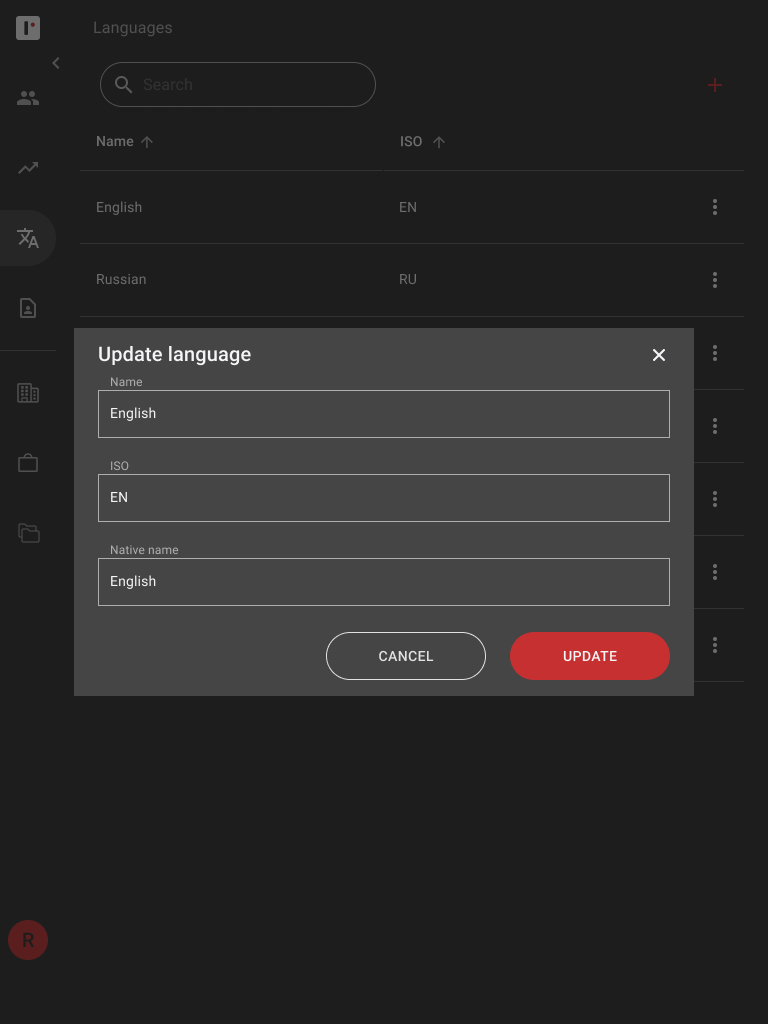 Languages
Search
Name
ISO
English
EN
Russian
RU
Update language
Name
English
ISO
EN
Native name
English
CANCEL
UPDATE
R